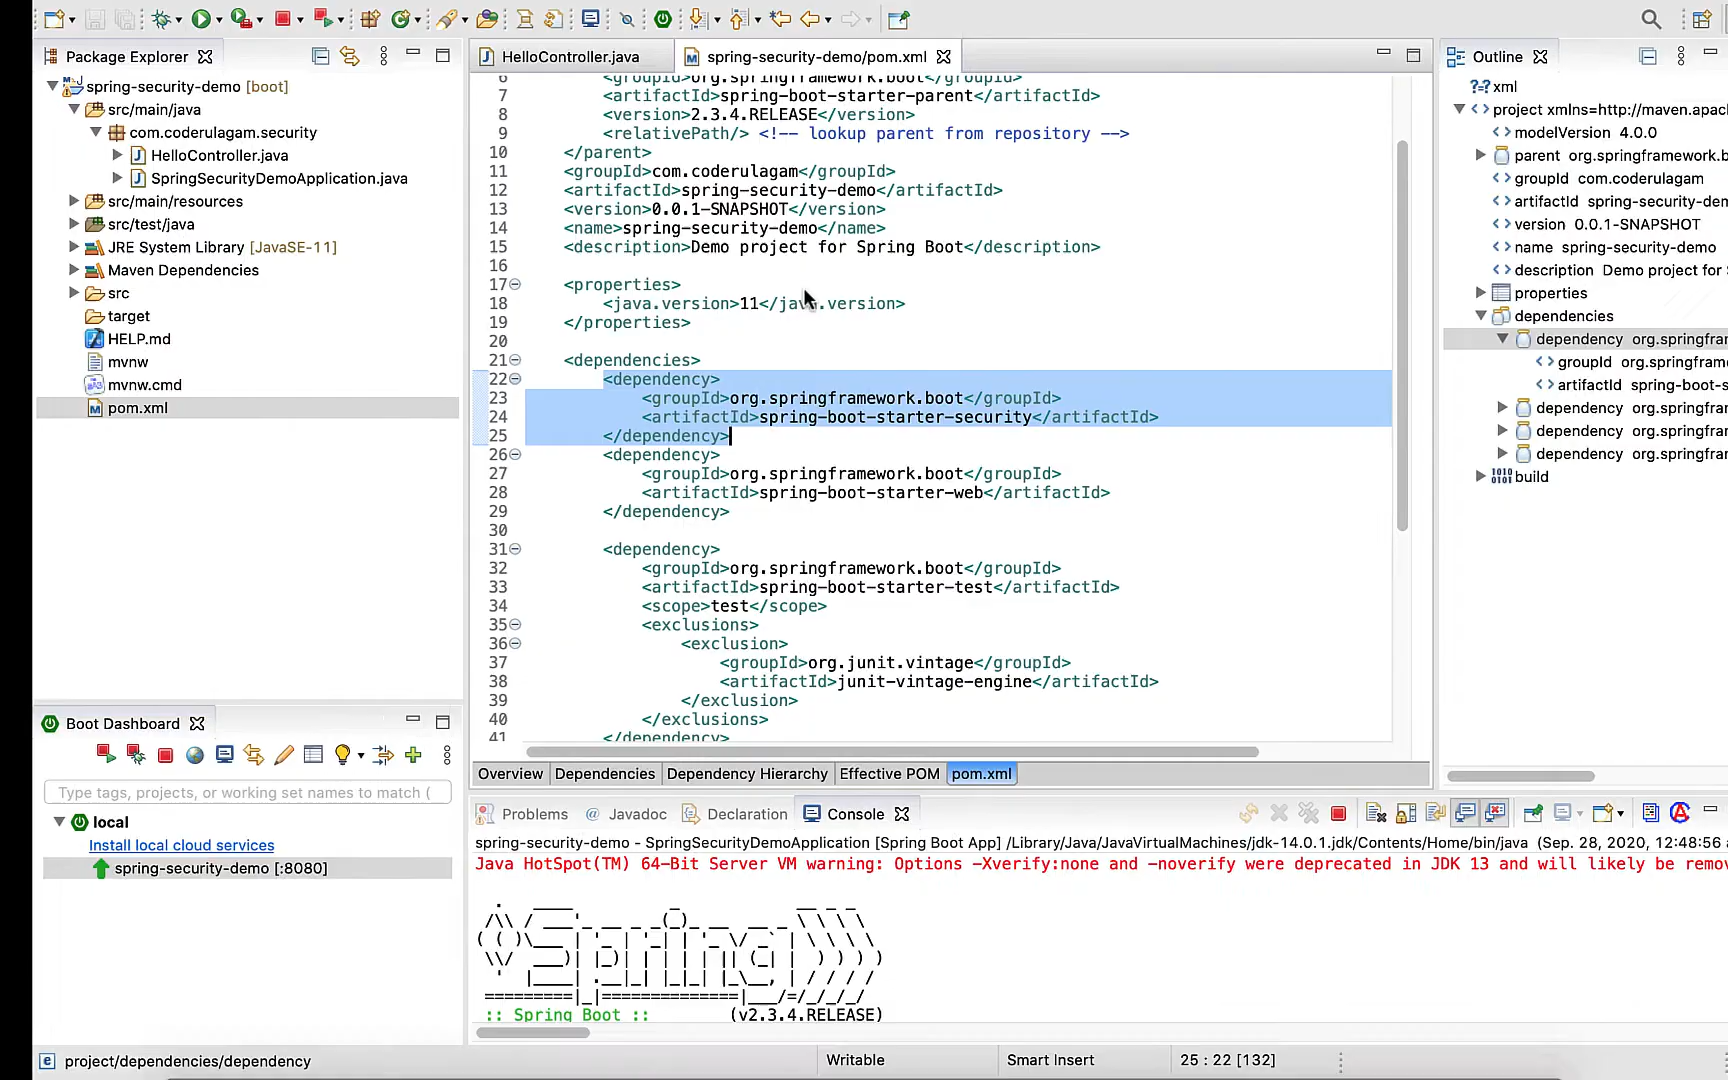 Package Explorer
spring-security-demo [boot]
src/main/java
com.coderulagam.security
HelloController.java
SpringSecurityDemoApplication.java
src/main/resources
src/test/java
JRE System Library [JavaSE-11]
Maven Dependencies
src
target
HELP.md
mvnw
mvnw.cmd
pom.xml
Boot Dashboard
Type tags, projects, or working set names to match (
local
Install local cloud services
spring-security-demo [:8080]
HelloController.java
spring-security-demo/pom.xml
6 <groupId>org.springframework.boot</groupId>
7 <artifactId>spring-boot-starter-parent</artifactId>
8 <version>2.3.4.RELEASE</version>
9 <relativePath/> <!-- lookup parent from repository -->
10 </parent>
11 <groupId>com.coderulagam</groupId>
12 <artifactId>spring-security-demo</artifactId>
13 <version>0.0.1-SNAPSHOT</version>
14 <name>spring-security-demo</name>
15 <description>Demo project for Spring Boot</description>
16
17 <properties>
18 <java.version>11</java.version>
19 </properties>
20
21 <dependencies>
22 <dependency>
23 <groupId>org.springframework.boot</groupId>
24 <artifactId>spring-boot-starter-security</artifactId>
25 </dependency>
26 <dependency>
27 <groupId>org.springframework.boot</groupId>
28 <artifactId>spring-boot-starter-web</artifactId>
29 </dependency>
30
31 <dependency>
32 <groupId>org.springframework.boot</groupId>
33 <artifactId>spring-boot-starter-test</artifactId>
34 <scope>test</scope>
35 <exclusions>
36 <exclusion>
37 <groupId>org.junit.vintage</groupId>
38 <artifactId>junit-vintage-engine</artifactId>
39 </exclusion>
40 </exclusions>
41 </dependency>
Overview Dependencies Dependency Hierarchy Effective POM pom.xml
Outline
?=? xml
project xmlns=http://maven.apac
modelVersion 4.0.0
parent org.springframework.b
groupId com.coderulagam
artifactId spring-security-den
version 0.0.1-SNAPSHOT
name spring-security-demo
description Demo project for S
properties
dependencies
dependency org.springfrar
groupId org.springfram
artifactId spring-boot-s
dependency org.springfrar
dependency org.springfrar
dependency org.springfrar
build
Problems @ Javadoc Declaration Console
spring-security-demo - SpringSecurityDemoApplication [Spring Boot App] /Library/Java/JavaVirtualMachines/jdk-14.0.1.jdk/Contents/Home/bin/java (Sep. 28, 2020, 12:48:56 a
Java HotSpot(TM) 64-Bit Server VM warning: Options -Xverify:none and -noverify were deprecated in JDK 13 and will likely be remov
Spring
:: Spring Boot :: (v2.3.4.RELEASE)
project/dependencies/dependency
Writable
Smart Insert
25 : 22 [132]